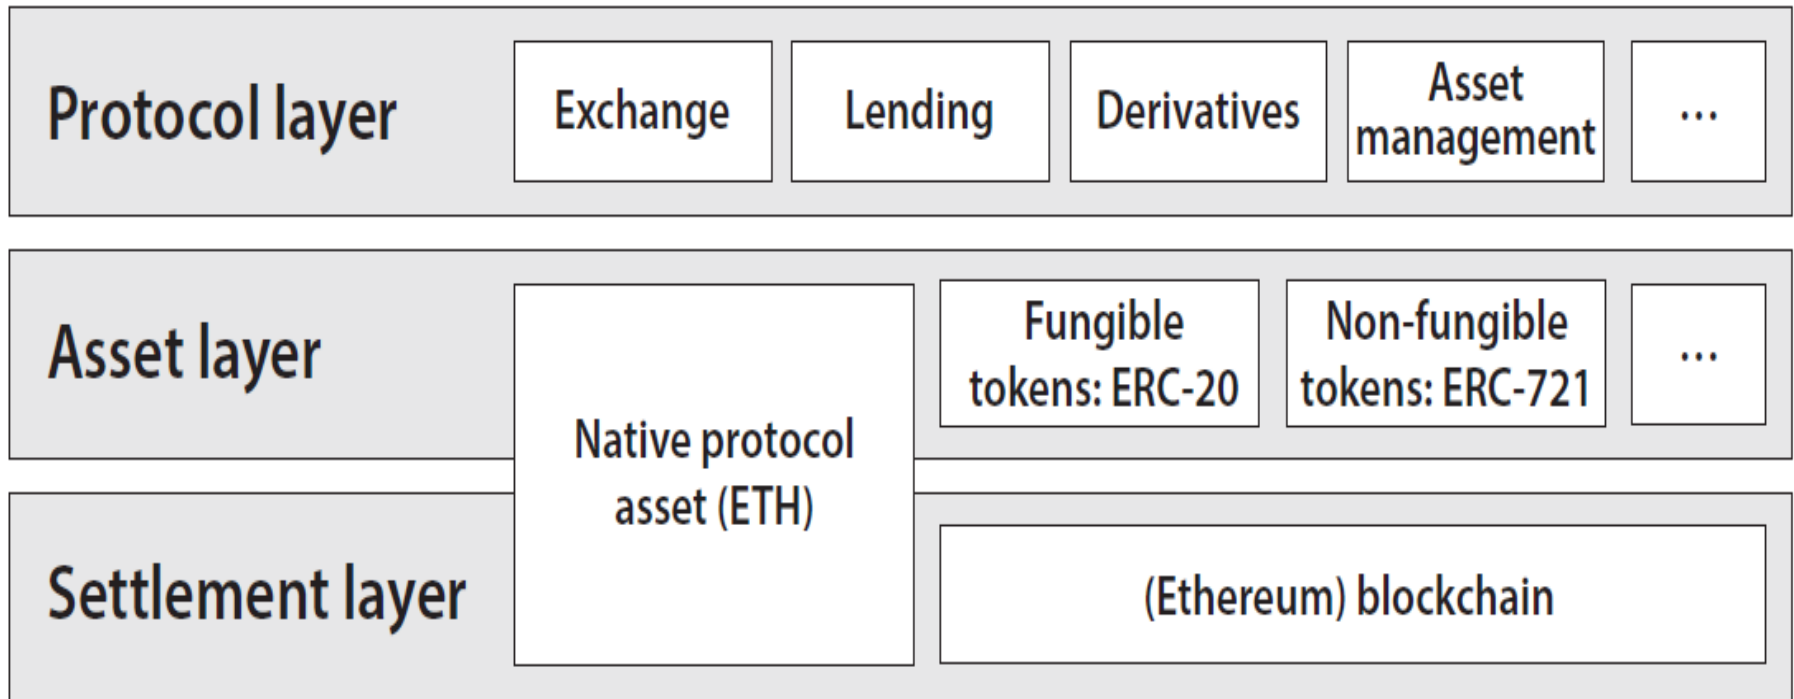 Protocol layer
Exchange
Lending
Derivatives
Asset
management
...
Asset layer
Native protocol
asset (ETH)
Fungible
tokens: ERC-20
Non-fungible
tokens: ERC-721
...
Settlement layer
(Ethereum) blockchain